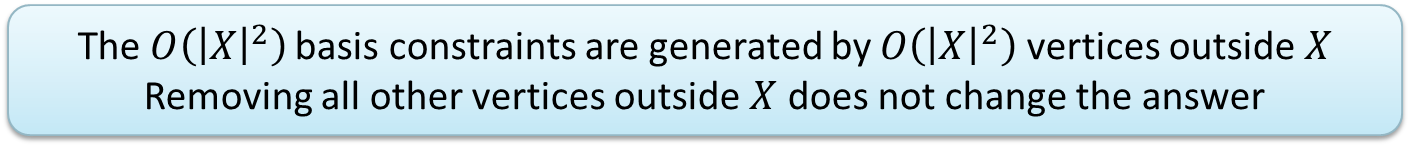 The O(|X|²) basis constraints are generated by O(|X|²) vertices outside X
Removing all other vertices outside X does not change the answer